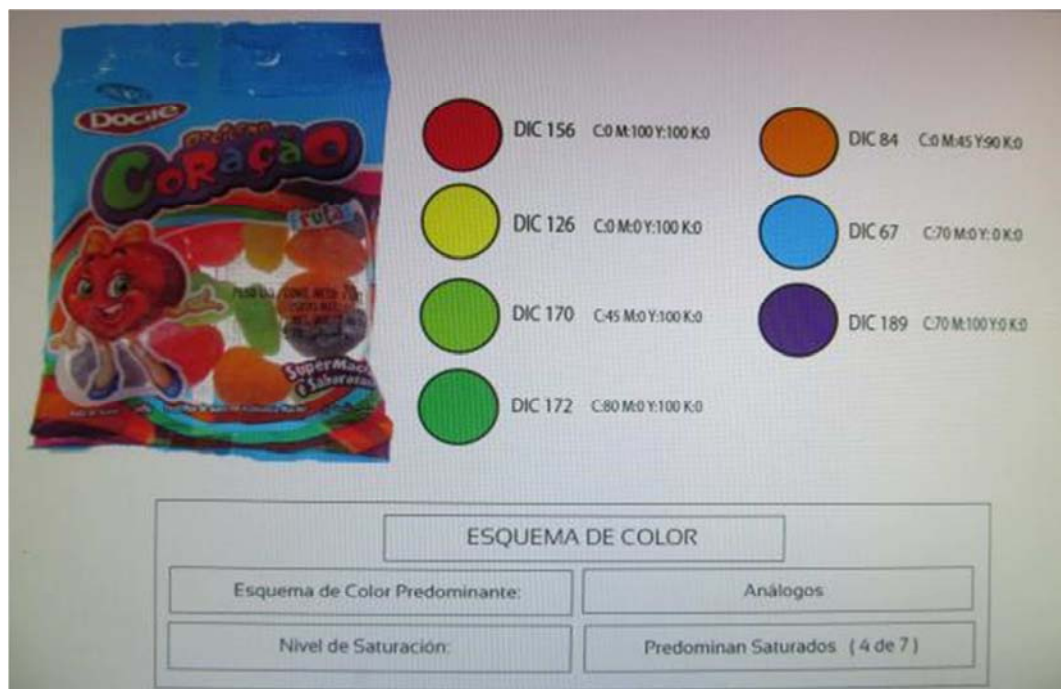 Docile
CORAÇÃO
Frutas
DIC 156 C:0 M:100 Y:100 K:0
DIC 126 C:0 M:0 Y:100 K:0
DIC 170 C:45 M:0 Y:100 K:0
DIC 172 C:80 M:0 Y:100 K:0
DIC 84 C:0 M:45 Y:90 K:0
DIC 67 C:70 M:0 Y: 0 K:0
DIC 189 C:70 M:100 Y:0 K:0
ESQUEMA DE COLOR
Esquema de Color Predominante: Análogos
Nivel de Saturación: Predominan Saturados ( 4 de 7 )